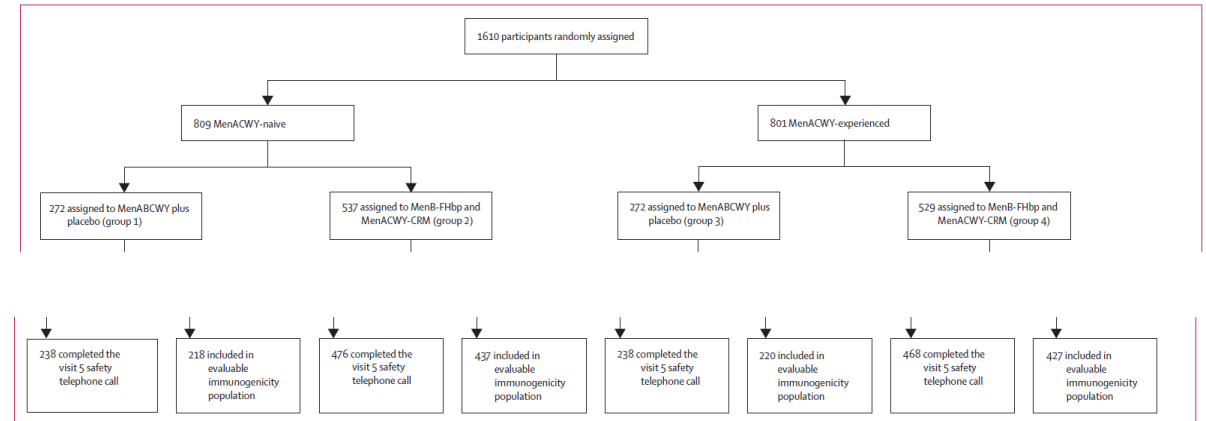 1610 participants randomly assigned
809 MenACWY-naive
801 MenACWY-experienced
272 assigned to MenABCWY plus
placebo (group 1)
537 assigned to MenB-FHbp and
MenACWY-CRM (group 2)
272 assigned to MenABCWY plus
placebo (group 3)
529 assigned to MenB-FHbp and
MenACWY-CRM (group 4)
238 completed the
visit 5 safety
telephone call
218 included in
evaluable
immunogenicity
population
476 completed the
visit 5 safety
telephone call
437 included in
evaluable
immunogenicity
population
238 completed the
visit 5 safety
telephone call
220 included in
evaluable
immunogenicity
population
468 completed the
visit 5 safety
telephone call
427 included in
evaluable
immunogenicity
population